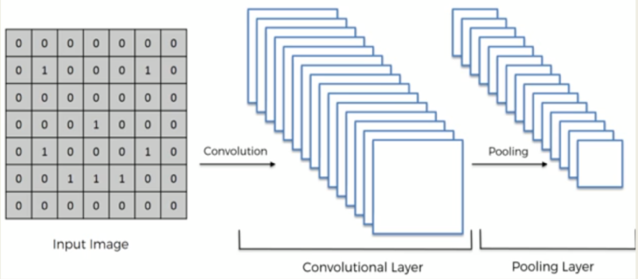 0 0 0 0 0 0 0
0 1 0 0 0 1 0
0 0 0 0 0 0 0
0 0 0 1 0 0 0
0 1 0 0 0 1 0
0 0 1 1 1 0 0
0 0 0 0 0 0 0
Input Image
Convolution
Convolutional Layer
Pooling
Pooling Layer